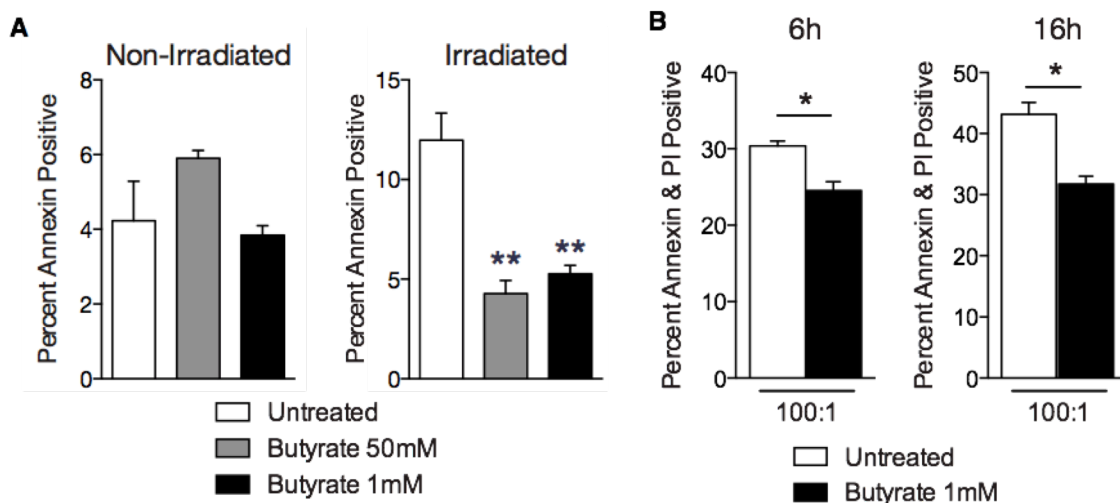 A
Non-Irradiated
Percent Annexin Positive
8
6
4
2
0
Irradiated
Percent Annexin Positive
15
10
5
0
**
**
Untreated
Butyrate 50mM
Butyrate 1mM
B
6h
Percent Annexin & PI Positive
40
30
20
10
0
*
100:1
16h
Percent Annexin & PI Positive
50
40
30
20
10
0
*
100:1
Untreated
Butyrate 1mM